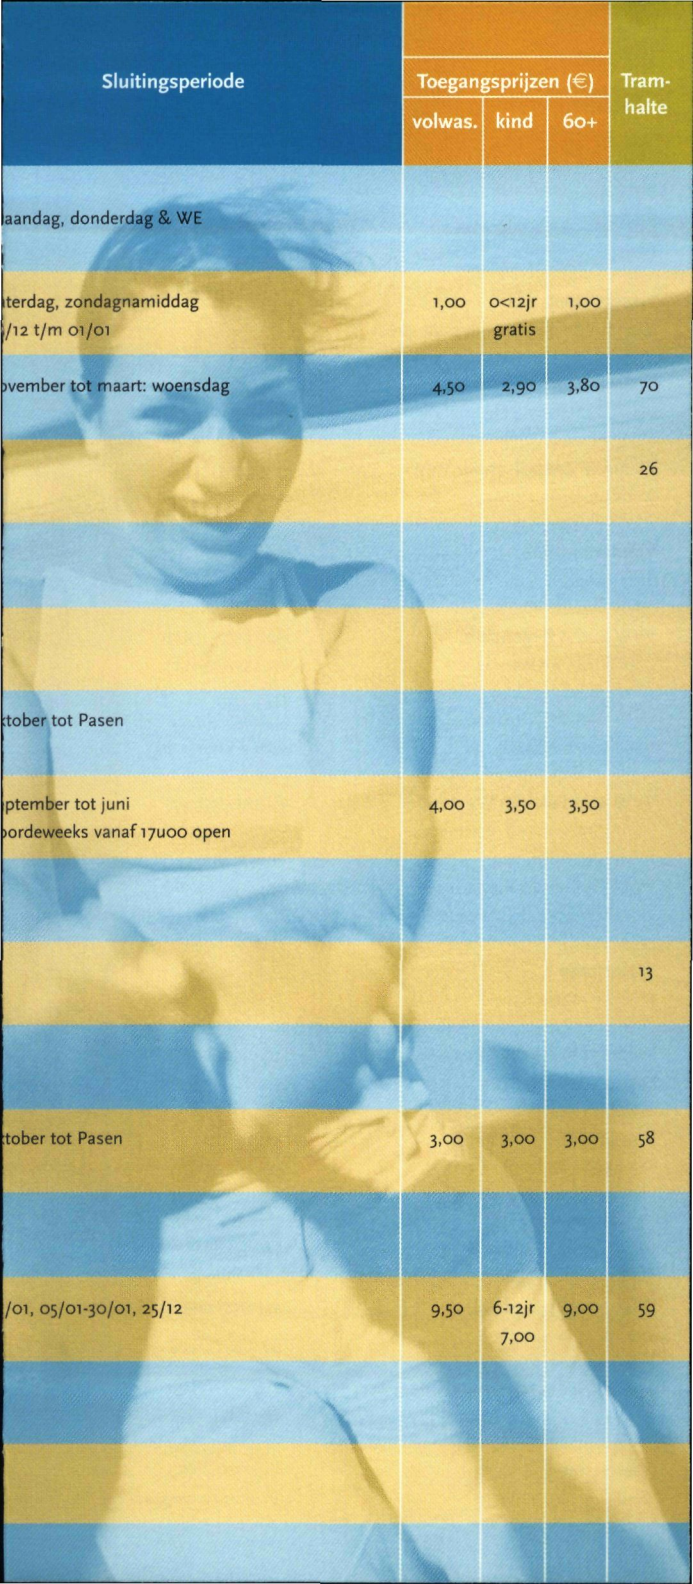 Sluitingsperiode
Toegangsprijzen (€)
Tram-
halte
volwas. kind 60+
aandag, donderdag & WE
terdag, zondagnamiddag 1,00 0<12jr 1,00
/12 t/m 01/01 gratis
ovember tot maart: woensdag 4,50 2,90 3,80 70
26
ktober tot Pasen
ptember tot juni 4,00 3,50 3,50
oordeweeks vanaf 17u00 open
13
ktober tot Pasen 3,00 3,00 3,00 58
/01, 05/01-30/01, 25/12 9,50 6-12jr 9,00 59
7,00